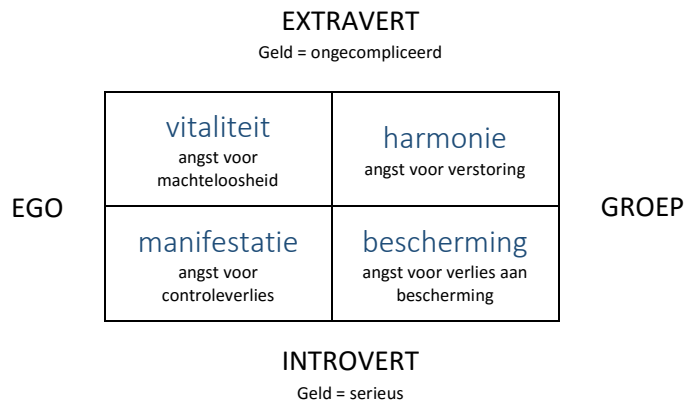 EXTRAVERT
Geld = ongecompliceerd
vitaliteit
angst voor
machteloosheid
harmonie
angst voor verstoring
EGO
GROEP
manifestatie
angst voor
controleverlies
bescherming
angst voor verlies aan
bescherming
INTROVERT
Geld = serieus